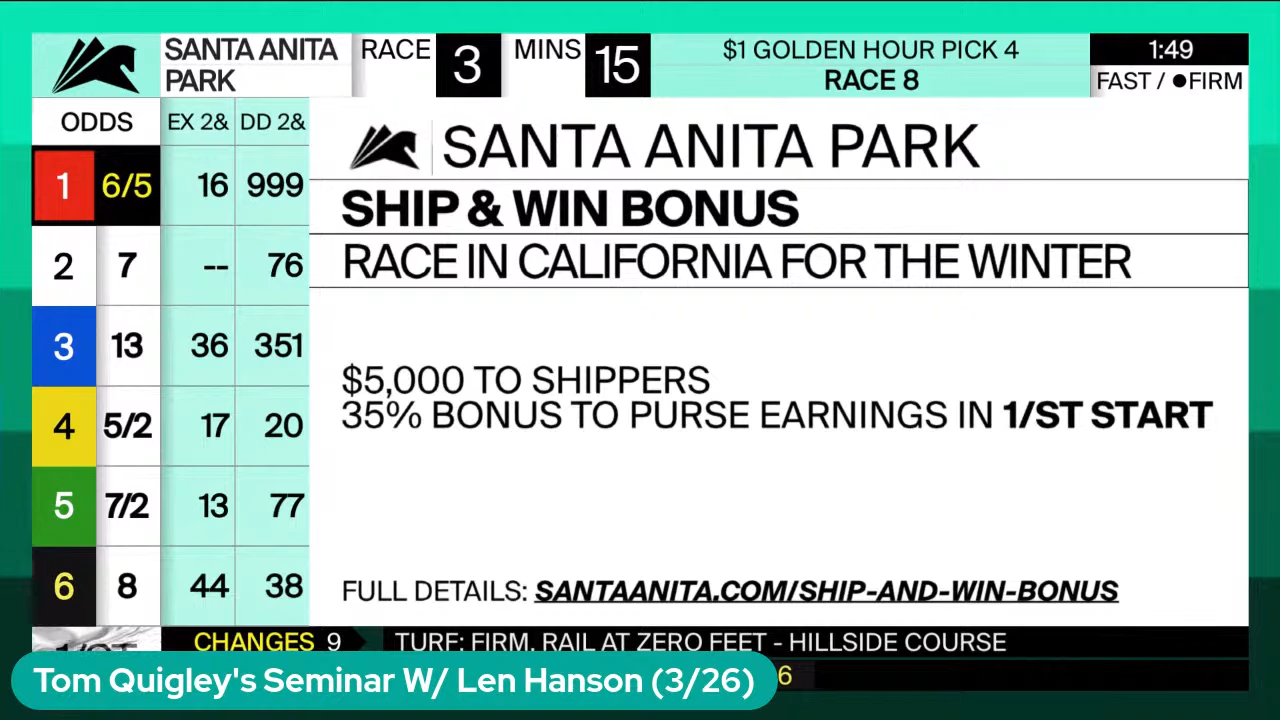 SANTA ANITA PARK
RACE 3 MINS 15
$1 GOLDEN HOUR PICK 4
RACE 8
1:49
FAST / ●FIRM
ODDS EX 2& DD 2&
1 6/5 16 999
2 7 -- 76
3 13 36 351
4 5/2 17 20
5 7/2 13 77
6 8 44 38
SANTA ANITA PARK
SHIP & WIN BONUS
RACE IN CALIFORNIA FOR THE WINTER
$5,000 TO SHIPPERS
35% BONUS TO PURSE EARNINGS IN 1/ST START
FULL DETAILS: SANTAANITA.COM/SHIP-AND-WIN-BONUS
CHANGES 9 TURF: FIRM, RAIL AT ZERO FEET - HILLSIDE COURSE
6
Tom Quigley's Seminar W/ Len Hanson (3/26)